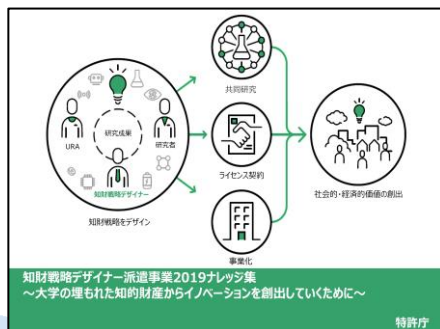 共同研究
研究成果
URA
研究者
知財戦略デザイナー
ライセンス契約
社会的・経済的価値の創出
知財戦略をデザイン
事業化
知財戦略デザイナー派遣事業2019ナレッジ集
～大学の埋もれた知的財産からイノベーションを創出していくために～
特許庁